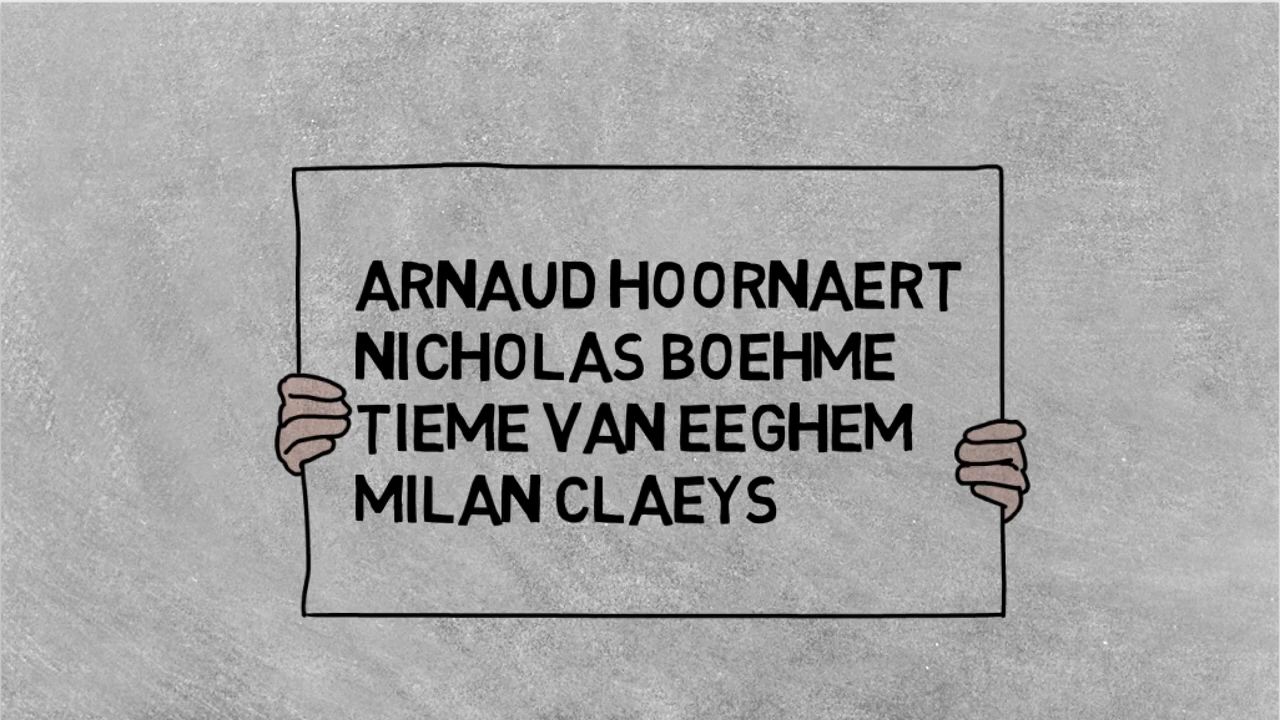 ARNAUD HOORNAERT
NICHOLAS BOEHME
TIEME VAN EEGHEM
MILAN CLAEYS